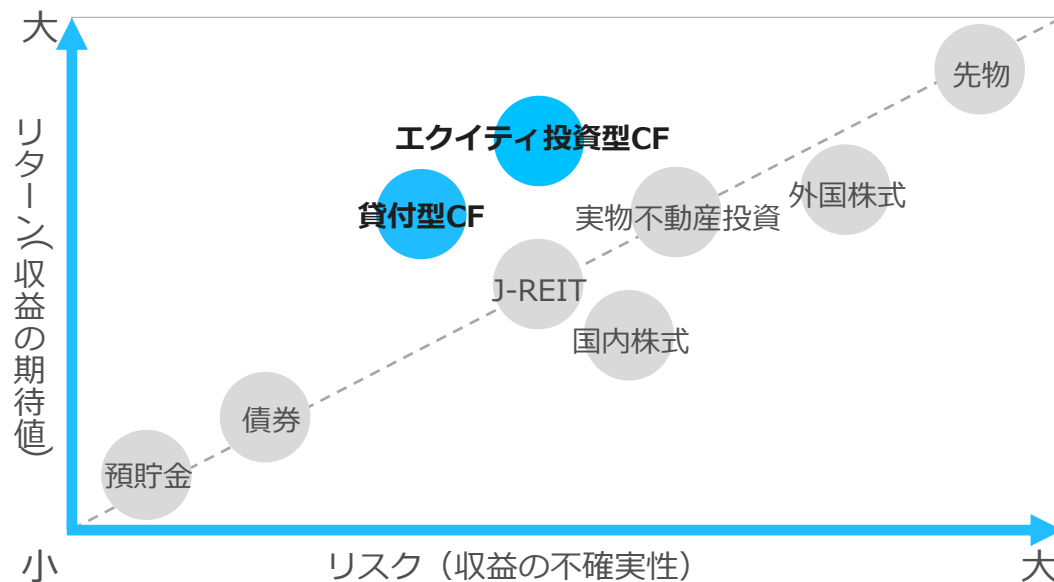 大
リターン(収益の期待値)
先物
エクイティ投資型CF
外国株式
貸付型CF
実物不動産投資
J-REIT
国内株式
債券
預貯金
小
リスク（収益の不確実性）
大